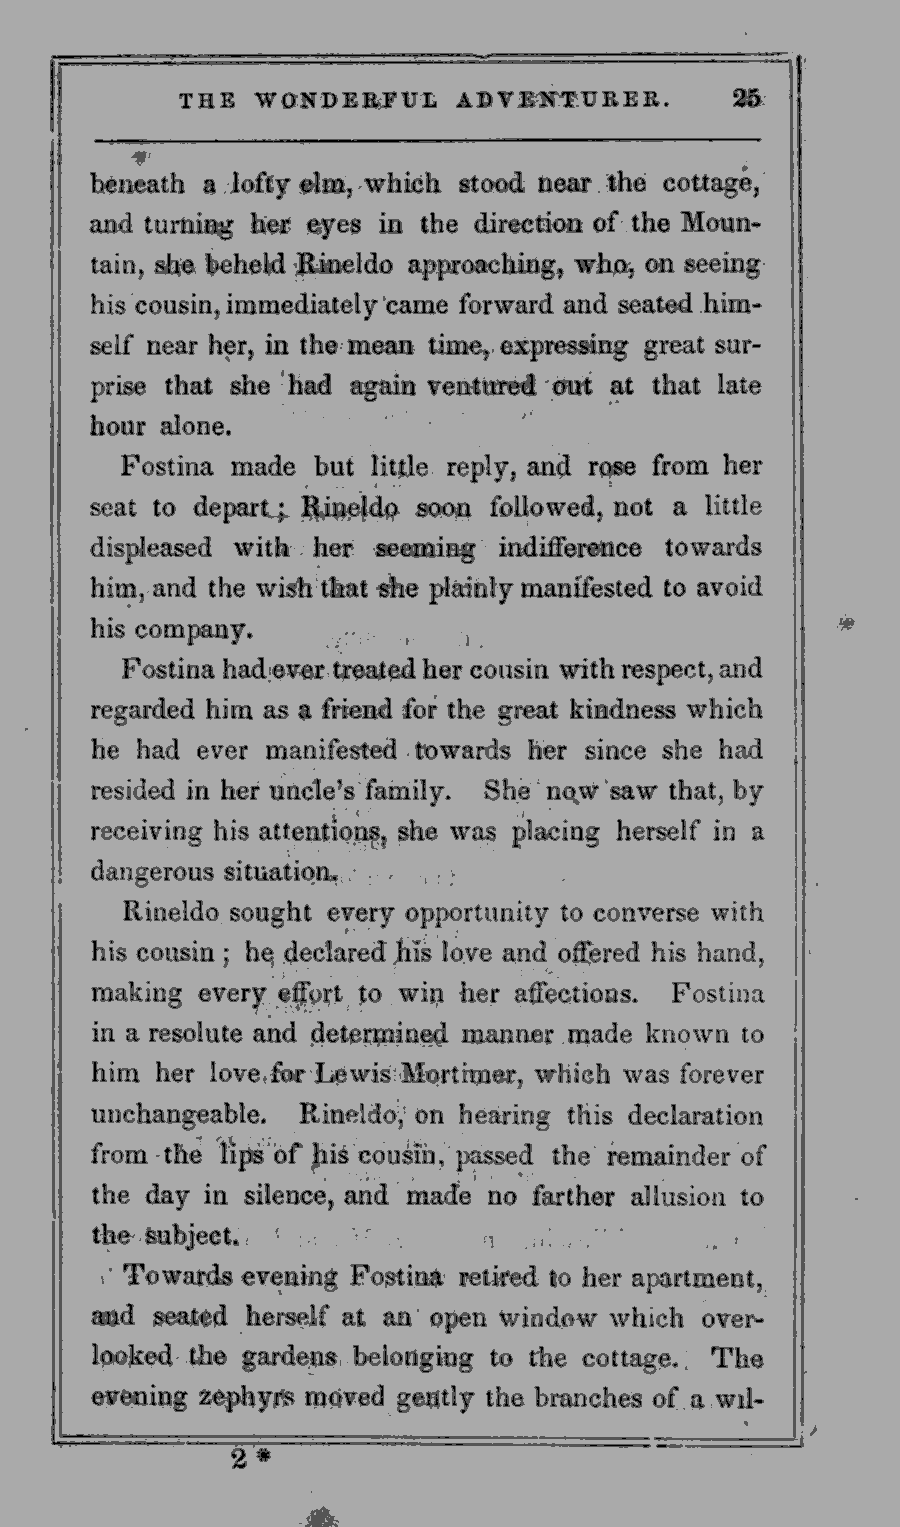 THE WONDERFUL ADVENTURER. 25
beneath a lofty elm, which stood near the cottage,
and turning her eyes in the direction of the Moun-
tain, she beheld Rineldo approaching, who, on seeing
his cousin, immediately came forward and seated him-
self near her, in the mean time, expressing great sur-
prise that she had again ventured out at that late
hour alone.
Fostina made but little reply, and rose from her
seat to depart; Rineldo soon followed, not a little
displeased with her seeming indifference towards
him, and the wish that she plainly manifested to avoid
his company.
Fostina had ever treated her cousin with respect, and
regarded him as a friend for the great kindness which
he had ever manifested towards her since she had
resided in her uncle's family. She now saw that, by
receiving his attentions, she was placing herself in a
dangerous situation.
Rineldo sought every opportunity to converse with
his cousin; he declared his love and offered his hand,
making every effort to win her affections. Fostina
in a resolute and determined manner made known to
him her love for Lewis Mortimer, which was forever
unchangeable. Rineldo, on hearing this declaration
from the lips of his cousin, passed the remainder of
the day in silence, and made no farther allusion to
the subject.
Towards evening Fostina retired to her apartment,
and seated herself at an open window which over-
looked the gardens belonging to the cottage. The
evening zephyrs moved gently the branches of a wil-
2*